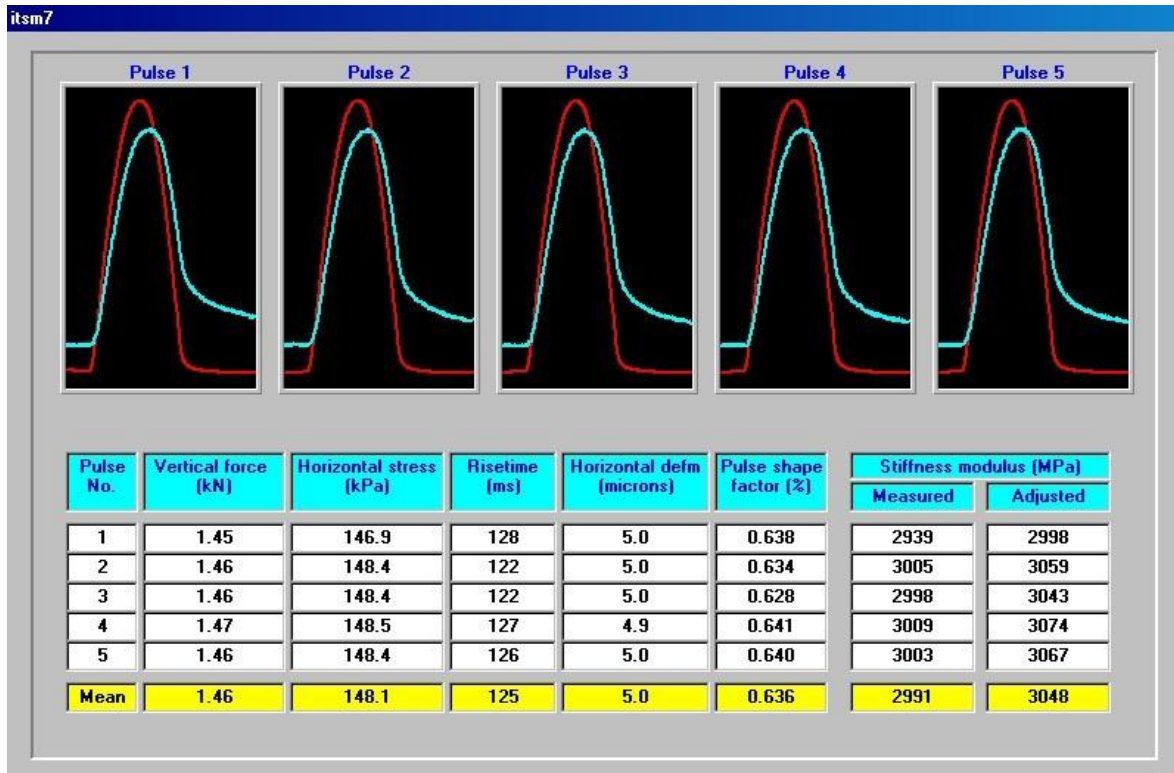 itsm7
Pulse 1 Pulse 2 Pulse 3 Pulse 4 Pulse 5
Pulse No. Vertical force (kN) Horizontal stress (kPa) Risetime (ms) Horizontal defm (microns) Pulse shape factor (%) Stiffness modulus (MPa)
Measured Adjusted
1 1.45 146.9 128 5.0 0.638 2939 2998
2 1.46 148.4 122 5.0 0.634 3005 3059
3 1.46 148.4 122 5.0 0.628 2998 3043
4 1.47 148.5 127 4.9 0.641 3009 3074
5 1.46 148.4 126 5.0 0.640 3003 3067
Mean 1.46 148.1 125 5.0 0.636 2991 3048